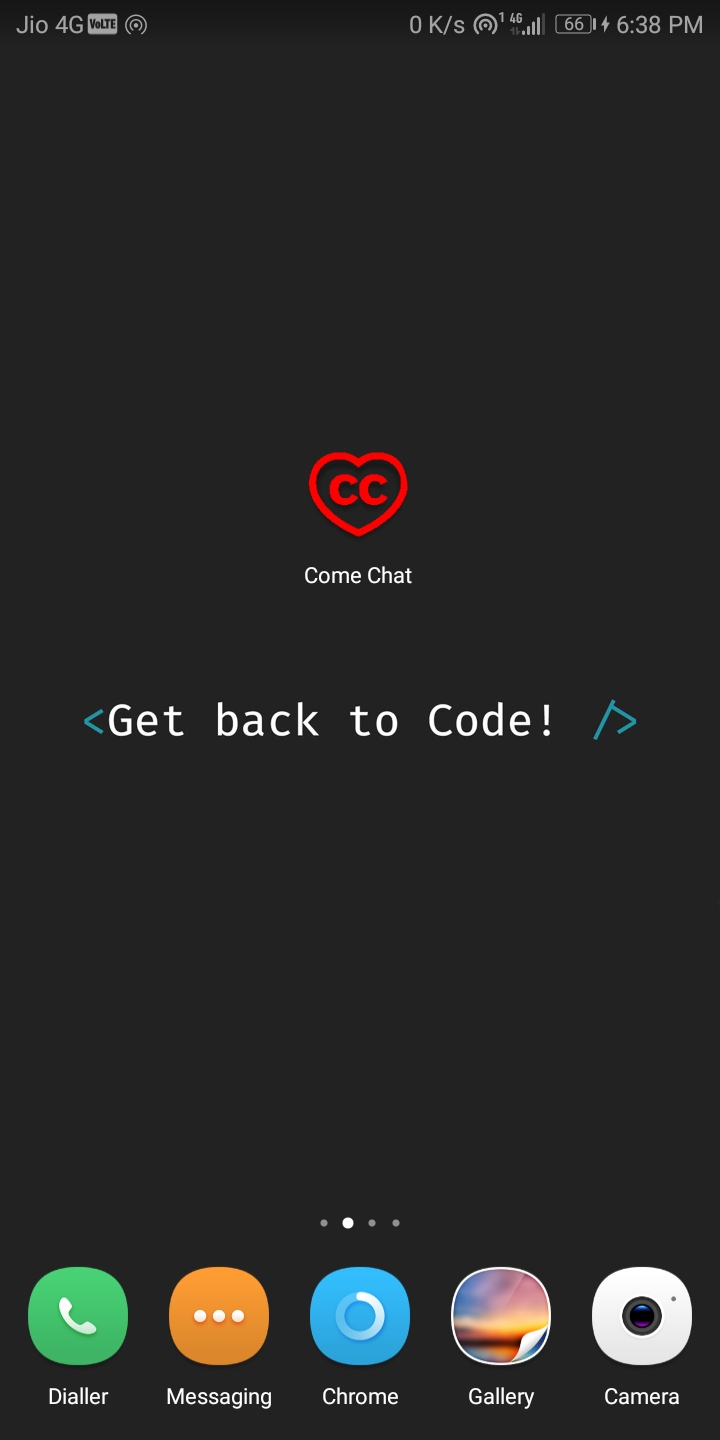 Jio 4G VoLTE 0 K/s 1 4G 66 6:38 PM
CC
Come Chat
<Get back to Code! />
Dialler Messaging Chrome Gallery Camera